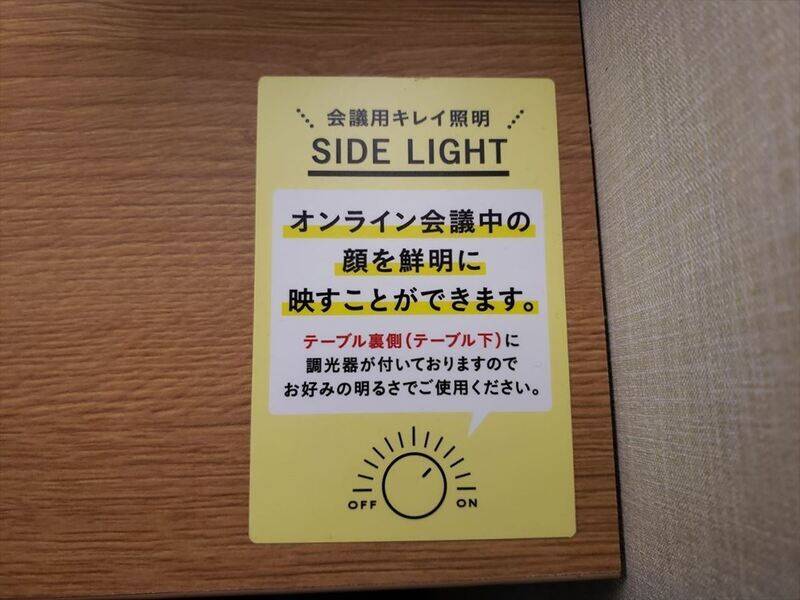 会議用キレイ照明
SIDE LIGHT
オンライン会議中の
顔を鮮明に
映すことができます。
テーブル裏側(テーブル下)に
調光器が付いておりますので
お好みの明るさでご使用ください。
OFF ON